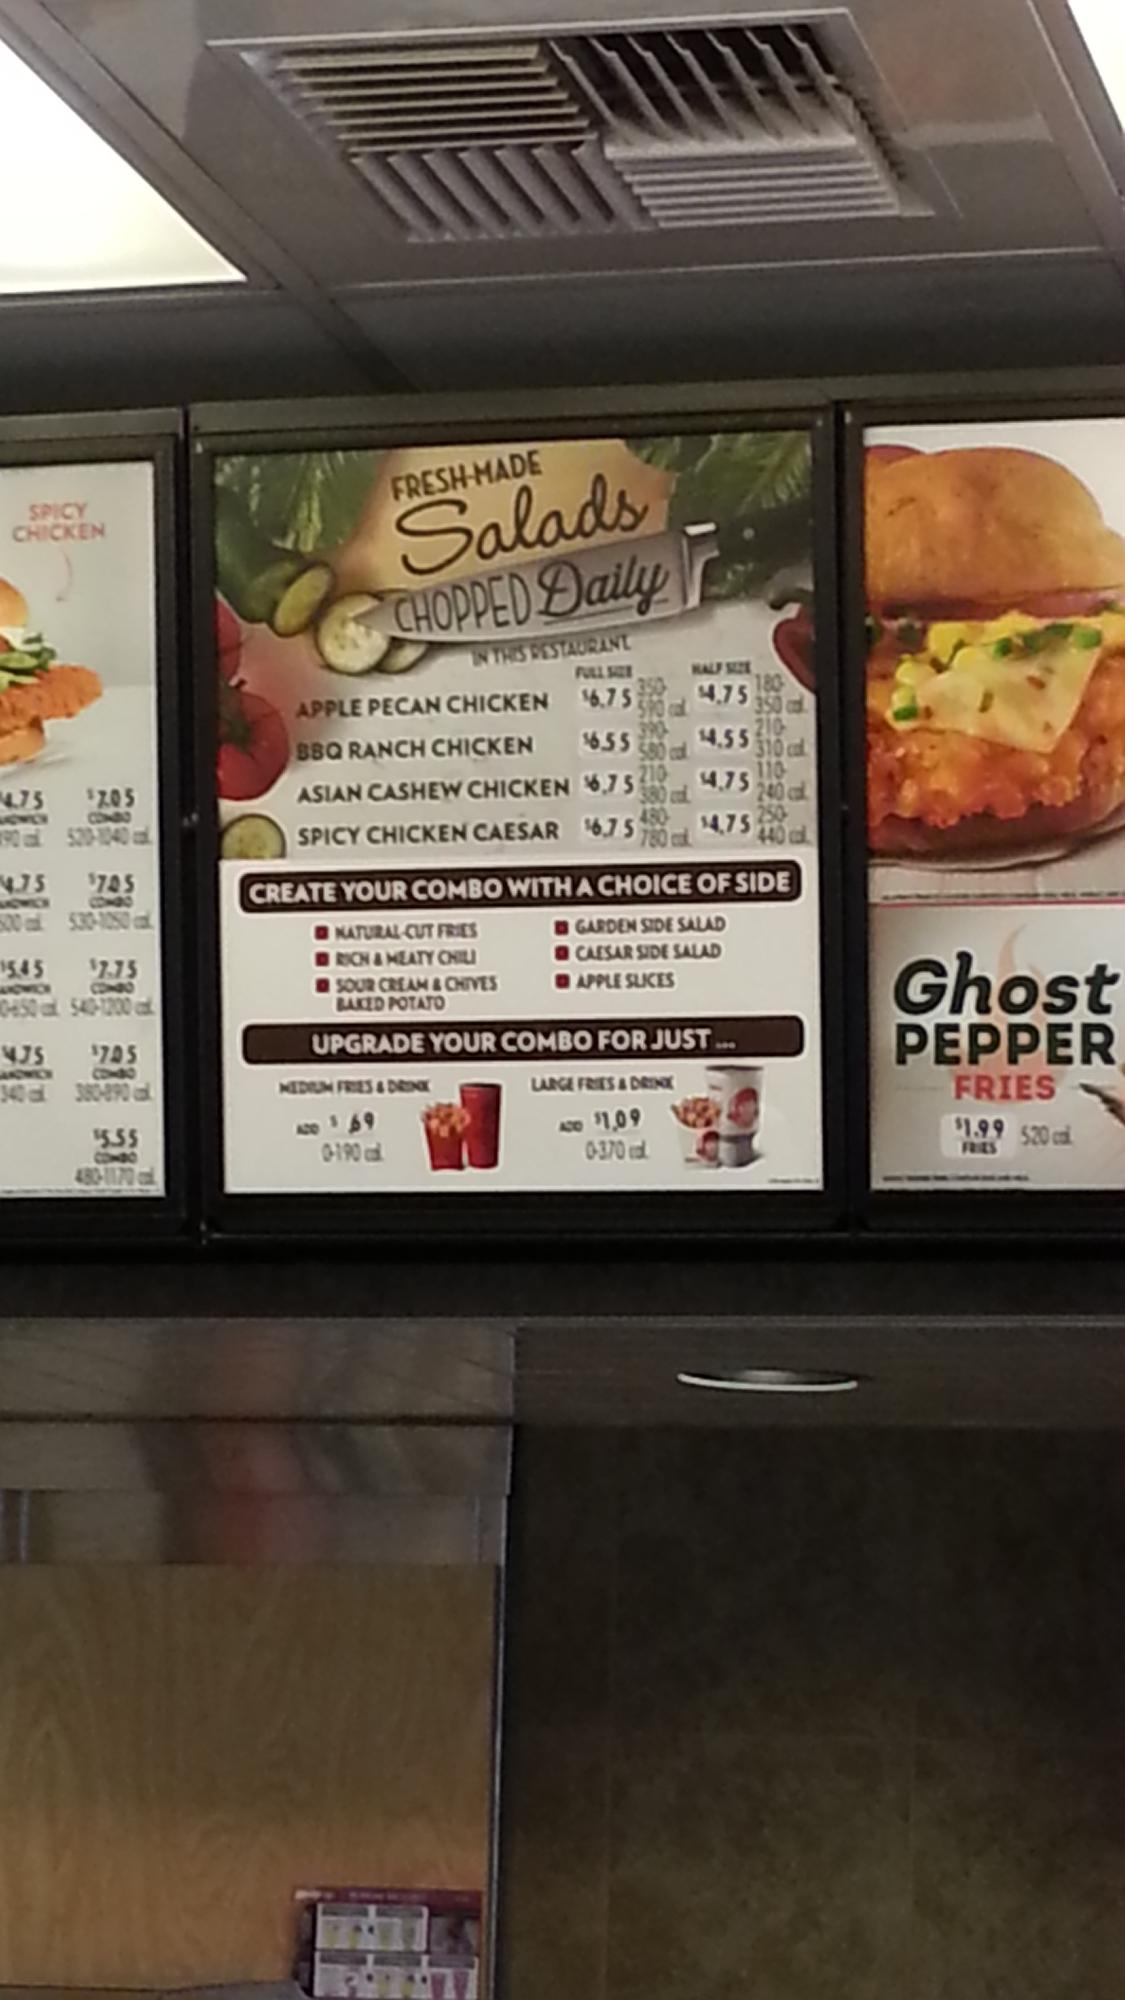 SPICY
CHICKEN
4.75 $7.05
SANDWICH COMBO
520-1040 cal.
4.75 $7.05
SANDWICH COMBO
530-1050 cal.
$5.45 $7.75
SANDWICH COMBO
540-1200 cal.
4.75 $7.05
SANDWICH COMBO
340 cal. 380-890 cal.
$5.55
COMBO
480-1170 cal.
FRESH-MADE
Salads
CHOPPED Daily
IN THIS RESTAURANT
FULL SIZE HALF SIZE
APPLE PECAN CHICKEN $6.75 350-590 cal. $4.75 180-350 cal.
BBQ RANCH CHICKEN $6.55 390-580 cal. $4.55 210-310 cal.
ASIAN CASHEW CHICKEN $6.75 210-380 cal. $4.75 110-240 cal.
SPICY CHICKEN CAESAR $6.75 480-780 cal. $4.75 250-440 cal.
CREATE YOUR COMBO WITH A CHOICE OF SIDE
NATURAL-CUT FRIES
RICH & MEATY CHILI
SOUR CREAM & CHIVES
BAKED POTATO
GARDEN SIDE SALAD
CAESAR SIDE SALAD
APPLE SLICES
UPGRADE YOUR COMBO FOR JUST ...
MEDIUM FRIES & DRINK
ADD $.69
0-190 cal.
LARGE FRIES & DRINK
ADD $1.09
0-370 cal.
Ghost
PEPPER
FRIES
$1.99 520 cal.
FRIES